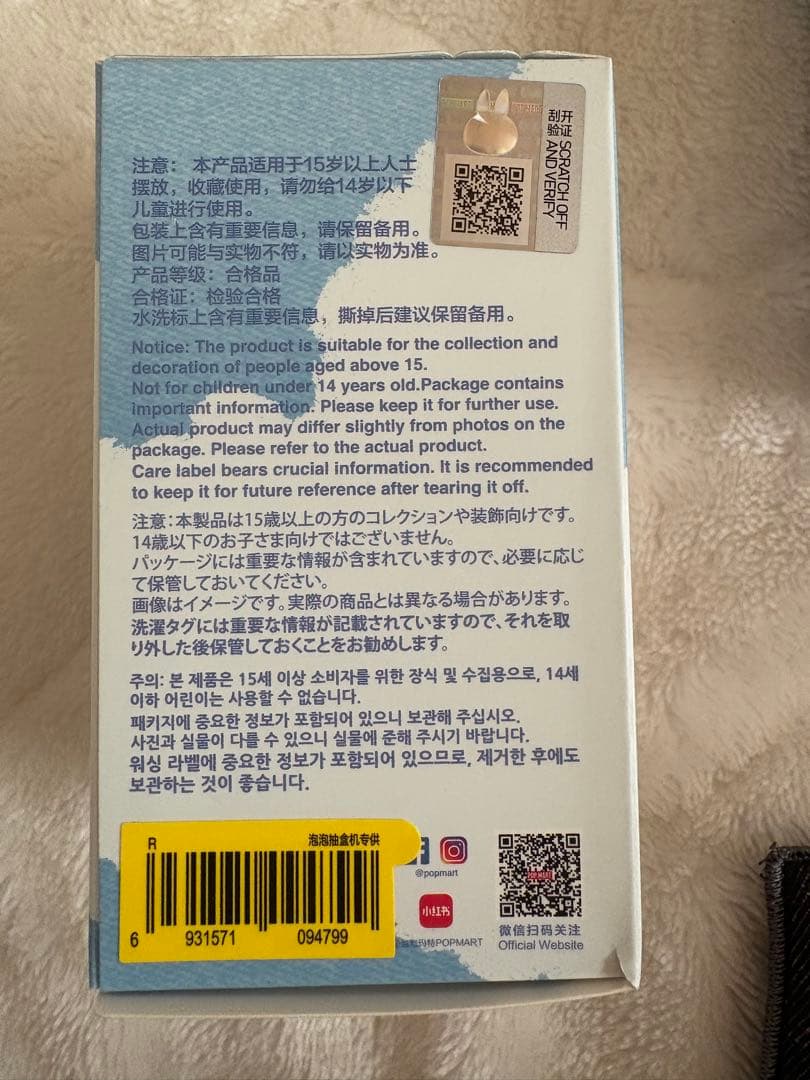 开证 SCRATCH OFF
刮验 AND VERIFY
注意： 本产品适用于15岁以上人士
摆放，收藏使用，请勿给14岁以下
儿童进行使用。
包装上含有重要信息，请保留备用。
图片可能与实物不符，请以实物为准。
产品等级：合格品
合格证：检验合格
水洗标上含有重要信息，撕掉后建议保留备用。
Notice: The product is suitable for the collection and
decoration of people aged above 15.
Not for children under 14 years old.Package contains
important information. Please keep it for further use.
Actual product may differ slightly from photos on the
package. Please refer to the actual product.
Care label bears crucial information. It is recommended
to keep it for future reference after tearing it off.
注意：本製品は15歳以上の方のコレクションや装飾向けです。
14歳以下のお子さま向けではございません。
パッケージには重要な情報が含まれていますので、必要に応じ
て保管しておいてください。
画像はイメージです。実際の商品とは異なる場合があります。
洗濯タグには重要な情報が記載されていますので、それを取
り外した後保管しておくことをお勧めします。
주의: 본 제품은 15세 이상 소비자를 위한 장식 및 수집용으로, 14세
이하 어린이는 사용할 수 없습니다.
패키지에 중요한 정보가 포함되어 있으니 보관해 주십시오.
사진과 실물이 다를 수 있으니 실물에 준해 주시기 바랍니다.
워싱 라벨에 중요한 정보가 포함되어 있으므로, 제거한 후에도
보관하는 것이 좋습니다.
R
泡泡抽盒机专供
6 931571 094799
@popmart
小红书
玛特POPMART
POP MART
微信扫码关注
Official Website